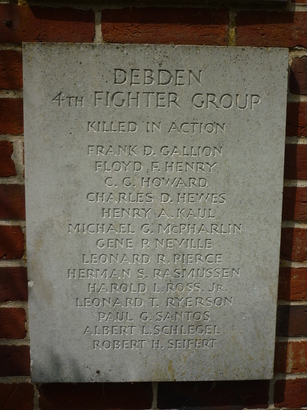 DEBDEN
4TH FIGHTER GROUP
KILLED IN ACTION
FRANK D. GALLION
FLOYD F. HENRY
C. G. HOWARD
CHARLES D. HEWES
HENRY A. KAUL
MICHAEL G. McPHARLIN
GENE P. NEVILLE
LEONARD R. PIERCE
HERMAN S. RASMUSSEN
HAROLD L. ROSS, Jr.
LEONARD T. RYERSON
PAUL G. SANTOS
ALBERT L. SCHLEGEL
ROBERT H. SEIFERT